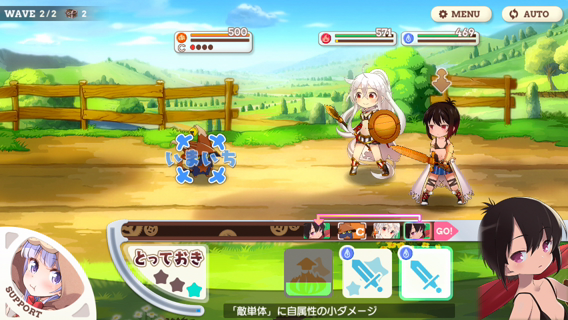 WAVE 2/2 2
MENU
AUTO
500
C
571
469
いまいち
C
GO!
とっておき
SUPPORT
「敵単体」に自属性の小ダメージ